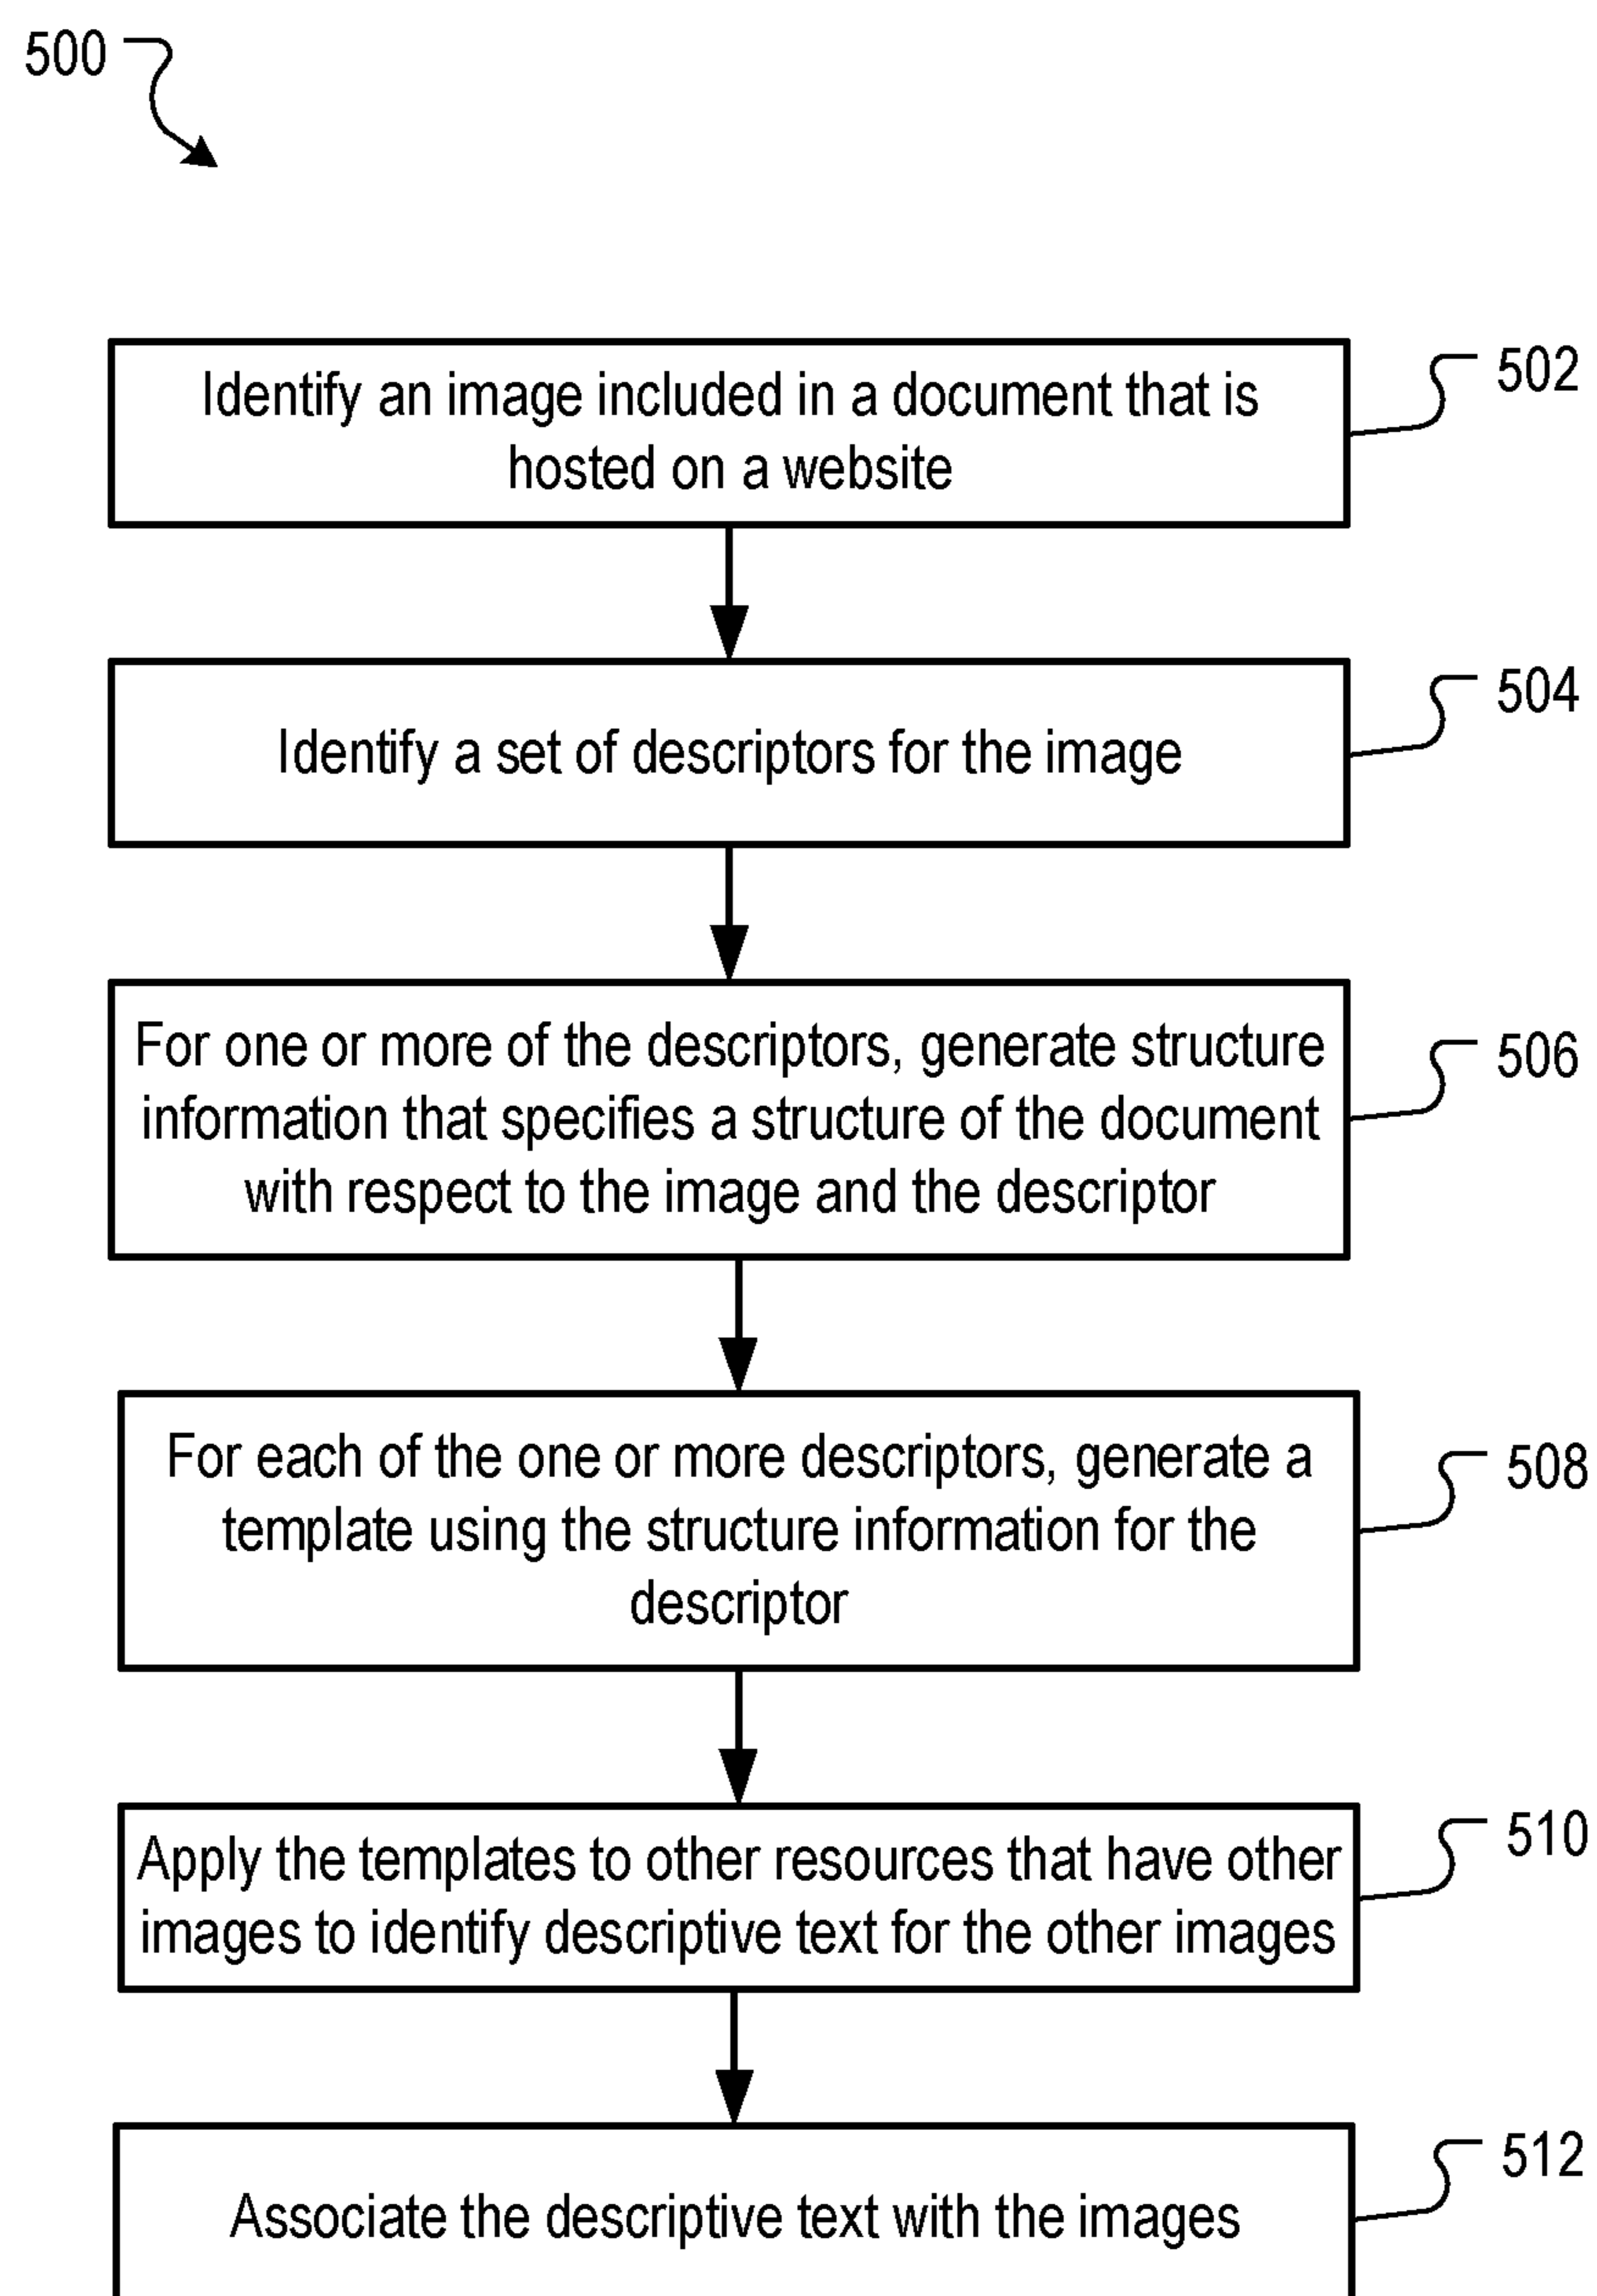 500
Identify an image included in a document that is
hosted on a website
502
Identify a set of descriptors for the image
504
For one or more of the descriptors, generate structure
information that specifies a structure of the document
with respect to the image and the descriptor
506
For each of the one or more descriptors, generate a
template using the structure information for the
descriptor
508
Apply the templates to other resources that have other
images to identify descriptive text for the other images
510
Associate the descriptive text with the images
512